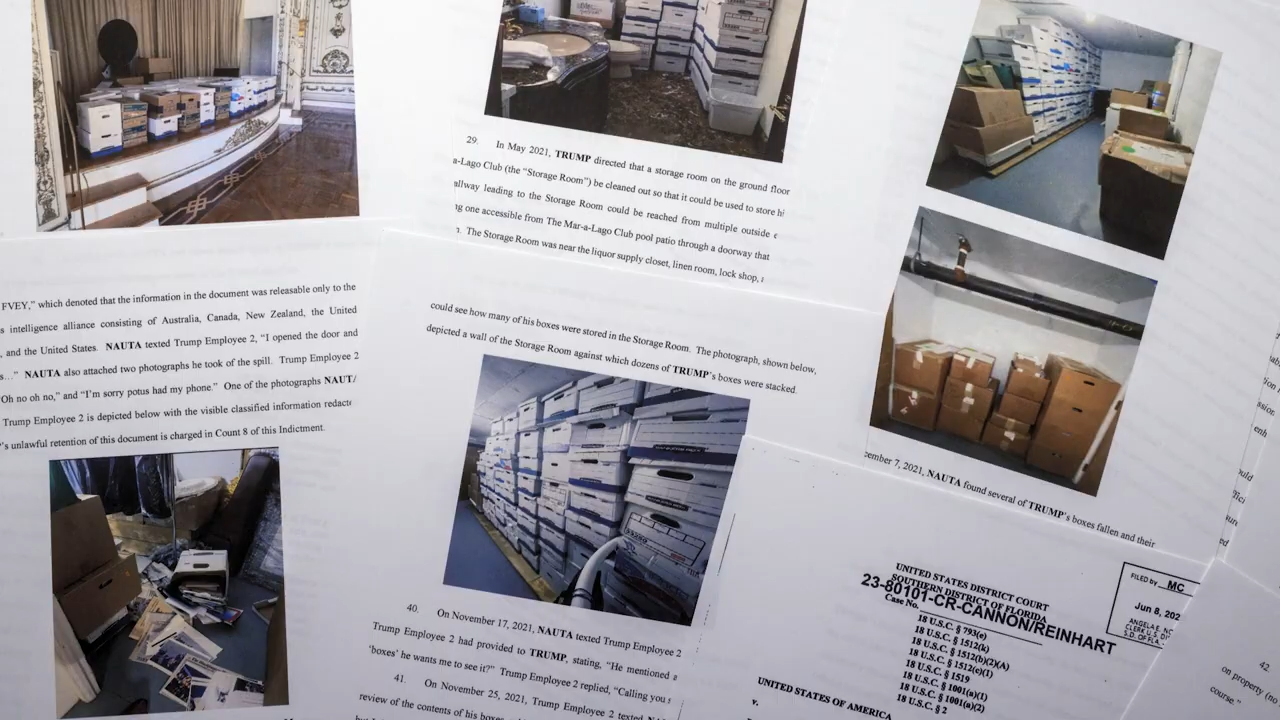 29. In May 2021, TRUMP directed that a storage room on the ground floor
a-Lago Club (the “Storage Room”) be cleaned out so that it could be used to store
allway leading to the Storage Room could be reached from multiple outside
one accessible from The Mar-a-Lago Club pool patio through a doorway that
The Storage Room was near the liquor supply closet, linen room, lock shop,
FVEY,” which denoted that the information in the document was releasable only to the
intelligence alliance consisting of Australia, Canada, New Zealand, the United
, and the United States. NAUTA texted Trump Employee 2, “I opened the door and
s…” NAUTA also attached two photographs he took of the spill. Trump Employee 2
“Oh no oh no,” and “I’m sorry potus had my phone.” One of the photographs NAUT
Trump Employee 2 is depicted below with the visible classified information redacte
’s unlawful retention of this document is charged in Count 8 of this Indictment.
could see how many of his boxes were stored in the Storage Room. The photograph, shown below,
depicted a wall of the Storage Room against which dozens of TRUMP’s boxes were stacked.
40. On November 17, 2021, NAUTA texted Trump Employee 2
Trump Employee 2 had provided to TRUMP, stating, “He mentioned
‘boxes’ he wants me to see it?” Trump Employee 2 replied, “Calling you
41. On November 25, 2021, Trump Employee 2 texted
review of the contents of his boxes
cember 7, 2021, NAUTA found several of TRUMP’s boxes fallen and their
UNITED STATES DISTRICT COURT
SOUTHERN DISTRICT OF FLORIDA
23-80101-CR-CANNON/REINHART
Case No.
18 U.S.C. § 793(e)
18 U.S.C. § 1512(k)
18 U.S.C. § 1512(b)(2)(A)
18 U.S.C. § 1512(c)(1)
18 U.S.C. § 1519
18 U.S.C. § 1001(a)(1)
18 U.S.C. § 1001(a)(2)
18 U.S.C. § 2
UNITED STATES OF AMERICA
v.
FILED by MC
Jun 8, 202
ANGELA E. NO
CLERK U.S. DI
S.D. OF FLA.
42
on property
course.”